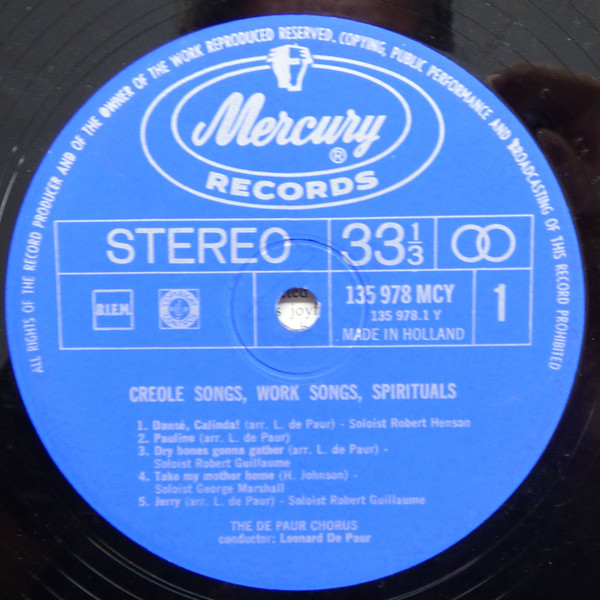 ALL RIGHTS OF THE RECORD PRODUCER AND OF THE OWNER OF THE WORK REPRODUCED RESERVED. COPYING, PUBLIC PERFORMANCE AND BROADCASTING OF THIS RECORD PROHIBITED
Mercury®
RECORDS
STEREO 33 1/3
B.I.E.M. 135 978 MCY 1
135 978.1 Y
MADE IN HOLLAND
CREOLE SONGS, WORK SONGS, SPIRITUALS
1. Dansé, Calinda! (arr. L. de Paur) - Soloist Robert Henson
2. Pauline (arr. L. de Paur)
3. Dry bones gonna gather (arr. L. de Paur) -
Soloist Robert Guillaume
4. Take my mother home (H. Johnson) -
Soloist George Marshall
5. Jerry (arr. L. de Paur) - Soloist Robert Guillaume
THE DE PAUR CHORUS
conductor: Leonard De Paur